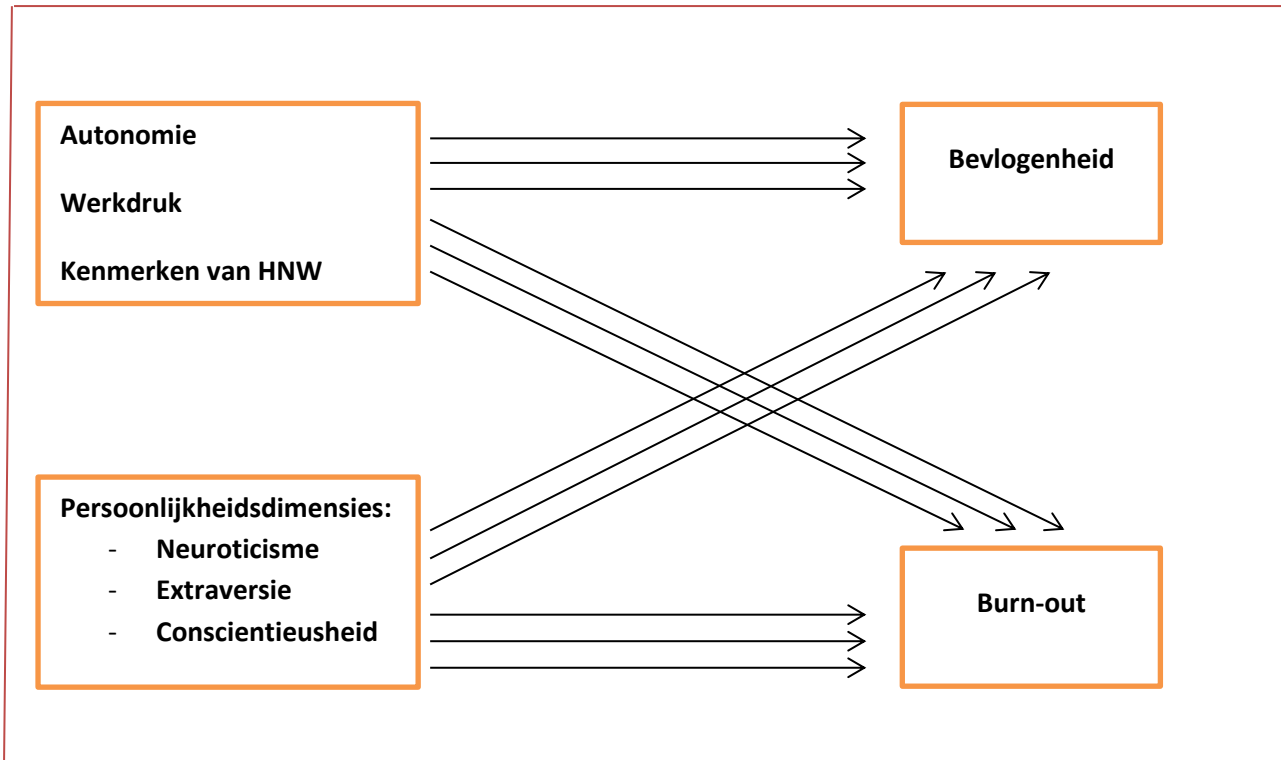 Autonomie
Werkdruk
Kenmerken van HNW
Bevlogenheid
Persoonlijkheidsdimensies:
- Neuroticisme
- Extraversie
- Conscientieusheid
Burn-out